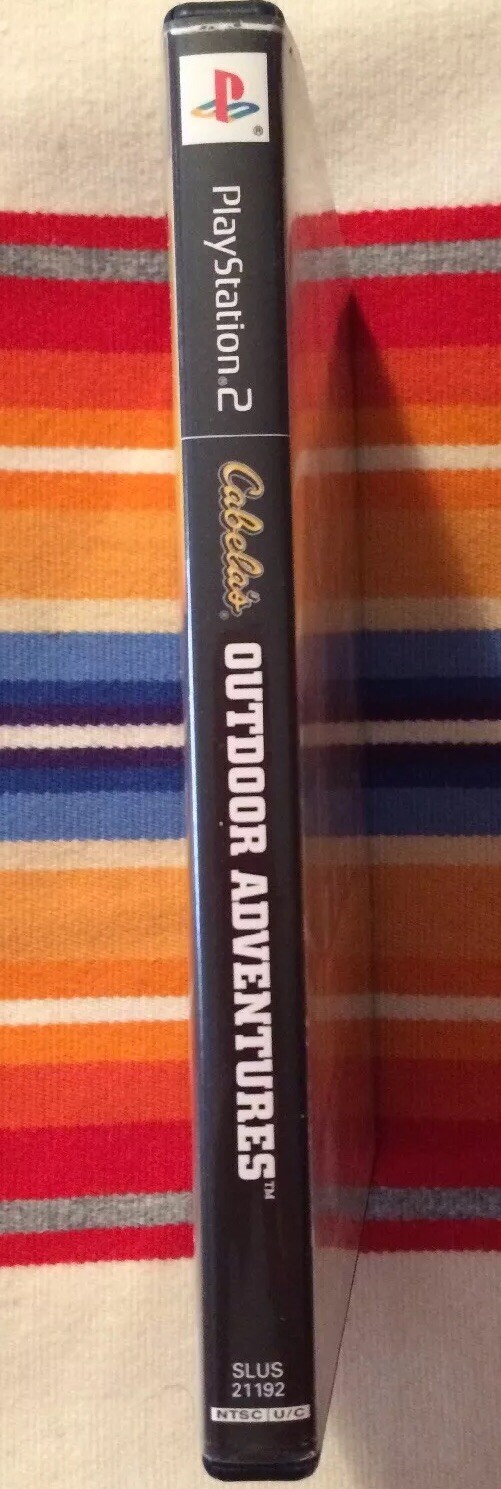 ®
PlayStation®2
Cabela's®
OUTDOOR ADVENTURES™
SLUS
21192
NTSC U/C